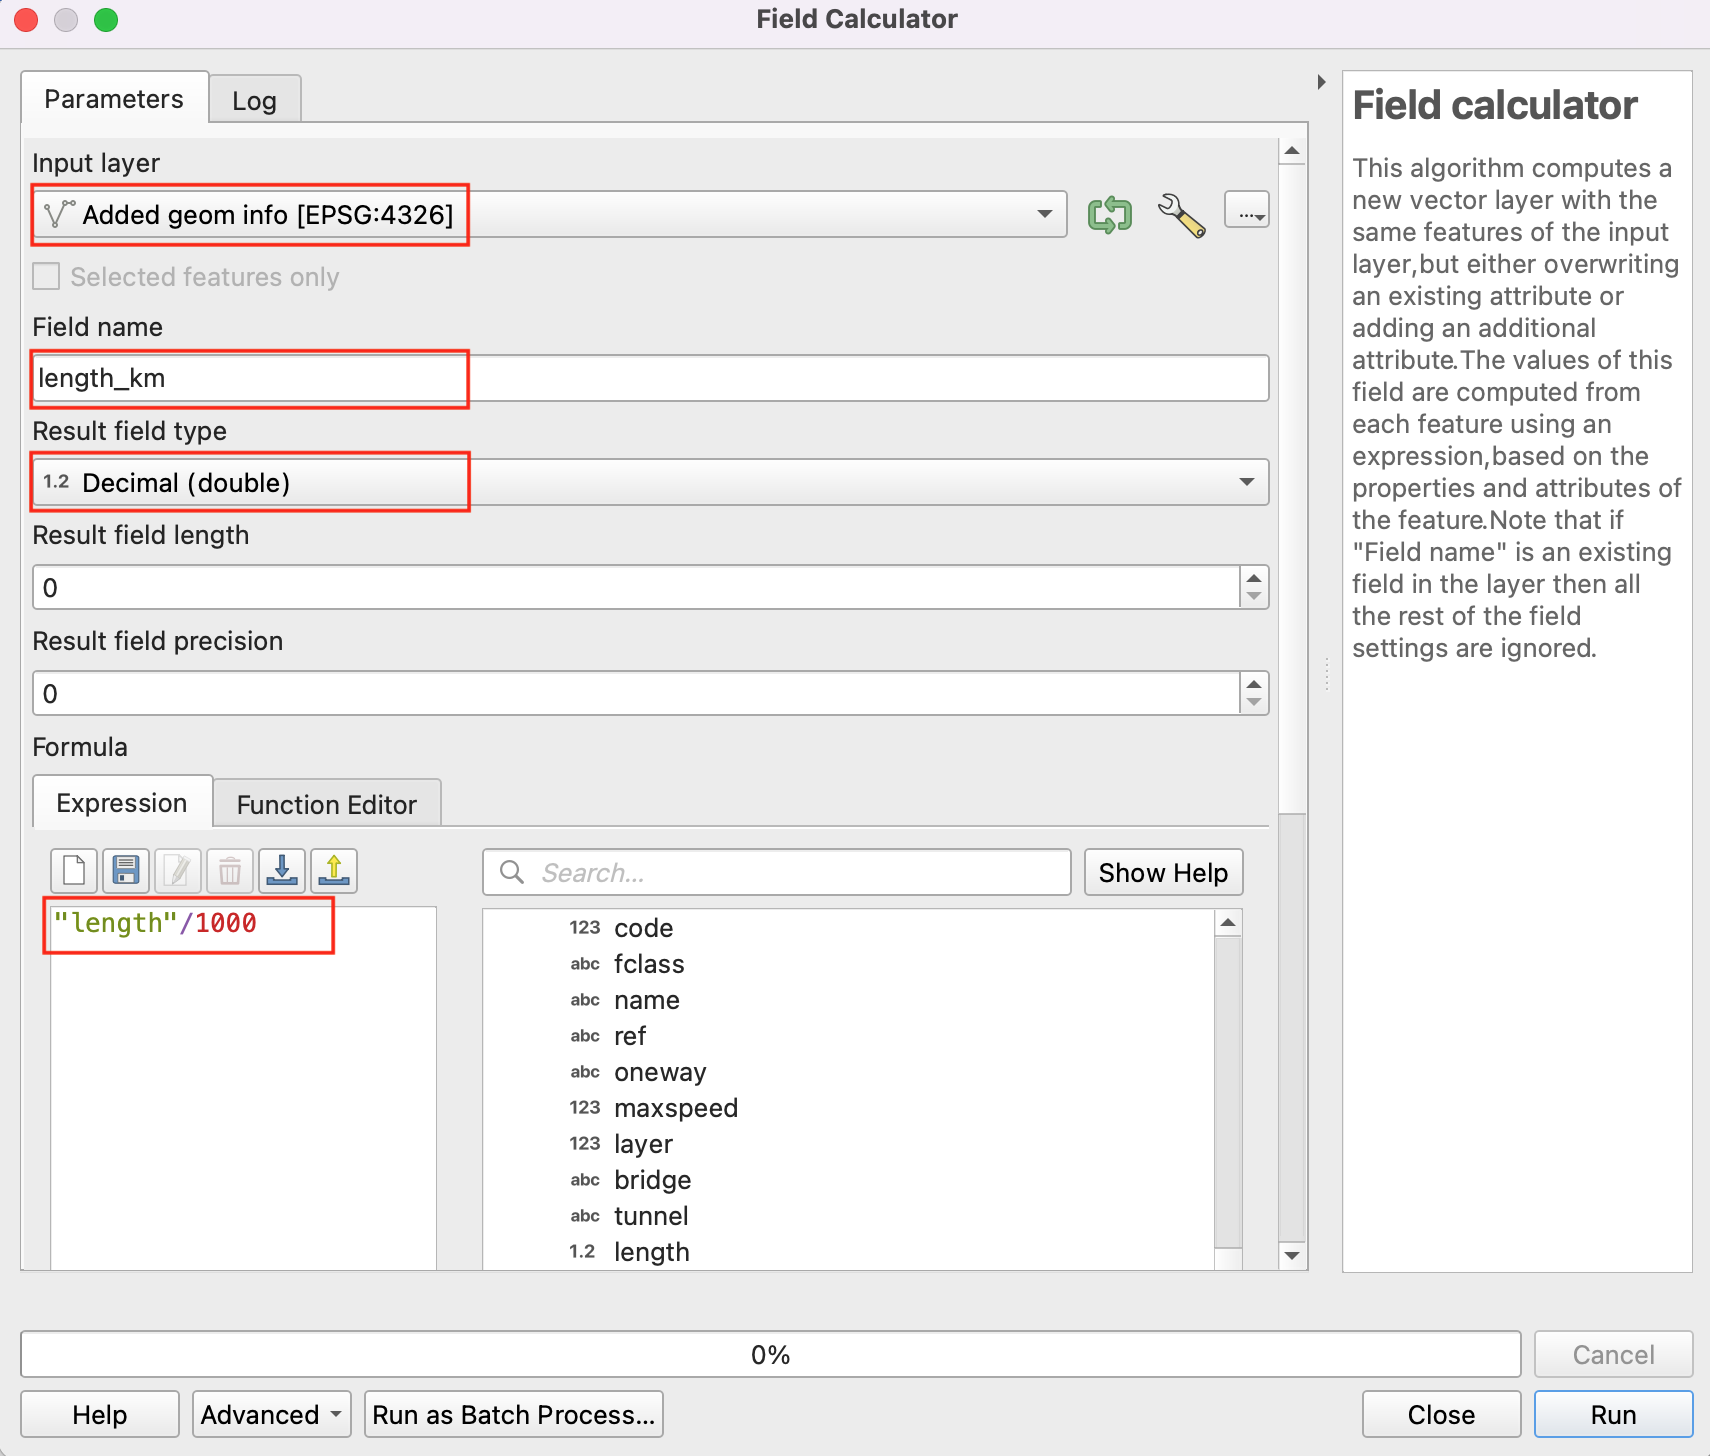 Field Calculator
Parameters
Log
Input layer
Added geom info [EPSG:4326]
...
Selected features only
Field name
length_km
Result field type
1.2 Decimal (double)
Result field length
0
Result field precision
0
Formula
Expression
Function Editor
Search...
Show Help
"length"/1000
123 code
abc fclass
abc name
abc ref
abc oneway
123 maxspeed
123 layer
abc bridge
abc tunnel
1.2 length
Field calculator
This algorithm computes a
new vector layer with the
same features of the input
layer,but either overwriting
an existing attribute or
adding an additional
attribute.The values of this
field are computed from
each feature using an
expression,based on the
properties and attributes of
the feature.Note that if
"Field name" is an existing
field in the layer then all
the rest of the field
settings are ignored.
0%
Cancel
Help
Advanced
Run as Batch Process...
Close
Run